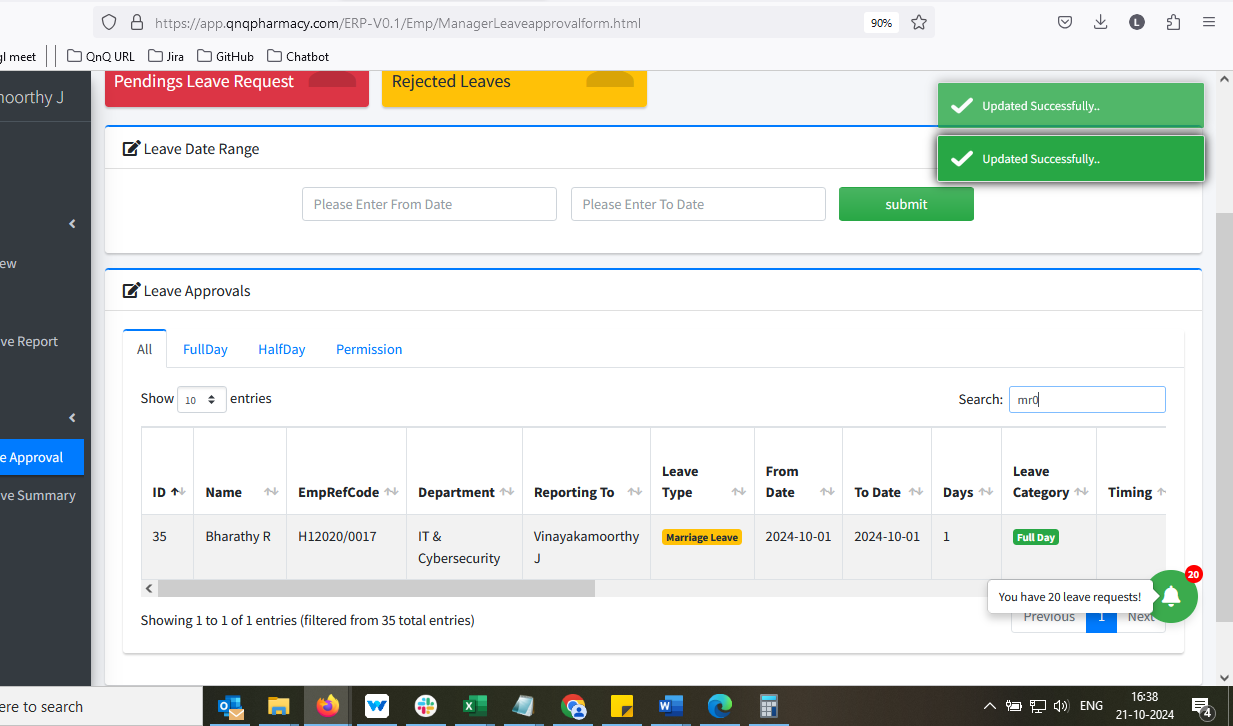 https://app.qnqpharmacy.com/ERP-V0.1/Emp/ManagerLeaveapprovalform.html
90%
L
gl meet
QnQ URL
Jira
GitHub
Chatbot
moorthy J
Pendings Leave Request
Rejected Leaves
Updated Successfully..
Updated Successfully..
Leave Date Range
Please Enter From Date
Please Enter To Date
submit
ew
ve Report
e Approval
ve Summary
Leave Approvals
All
FullDay
HalfDay
Permission
Show 10 entries
Search: mr0
ID
Name
EmpRefCode
Department
Reporting To
Leave
Type
From
Date
To Date
Days
Leave
Category
Timing
35
Bharathy R
H12020/0017
IT &
Cybersecurity
Vinayakamoorthy
J
Marriage Leave
2024-10-01
2024-10-01
1
Full Day
20
You have 20 leave requests!
Showing 1 to 1 of 1 entries (filtered from 35 total entries)
Previous
1
Next
ere to search
ENG
16:38
21-10-2024
4